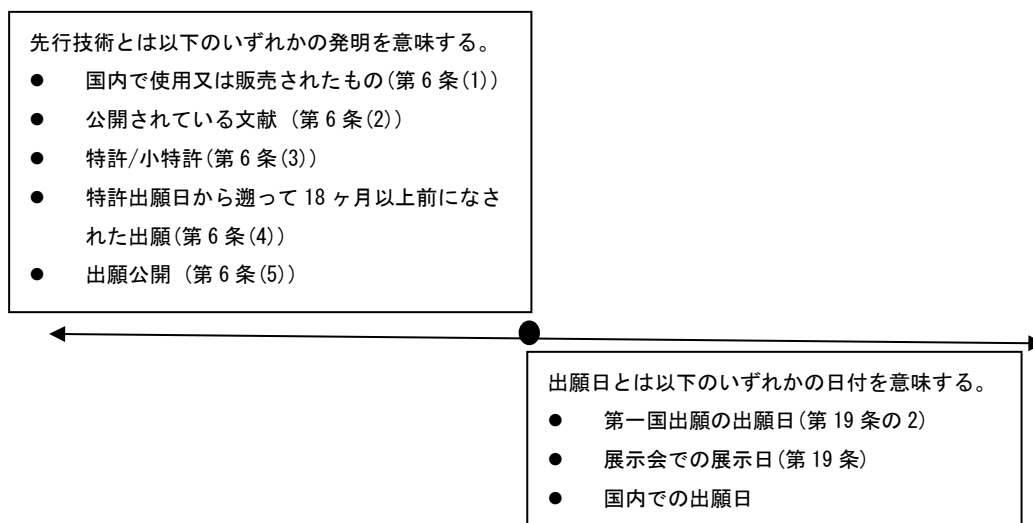 先行技術とは以下のいずれかの発明を意味する。
● 国内で使用又は販売されたもの(第 6 条(1))
● 公開されている文献 (第 6 条(2))
● 特許/小特許(第 6 条(3))
● 特許出願日から遡って 18 ヶ月以上前になさ
れた出願(第 6 条(4))
● 出願公開 (第 6 条(5))
出願日とは以下のいずれかの日付を意味する。
● 第一国出願の出願日(第 19 条の 2)
● 展示会での展示日(第 19 条)
● 国内での出願日